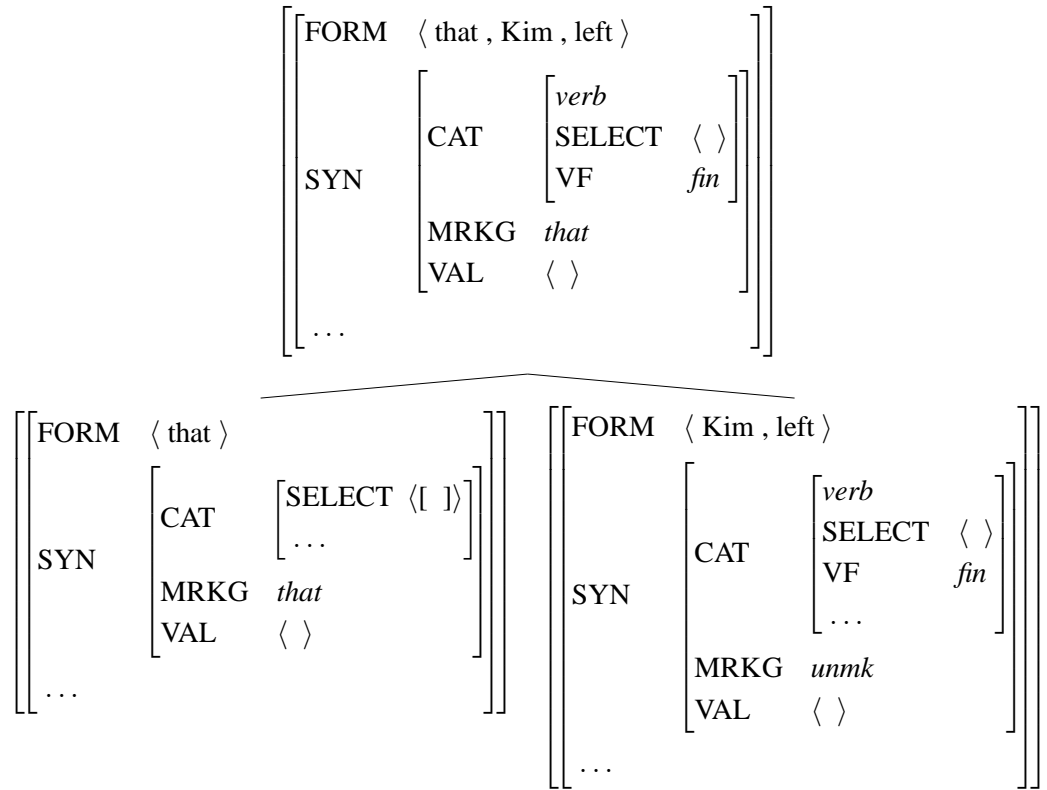 FORM ⟨ that , Kim , left ⟩
SYN
CAT
verb
SELECT ⟨ ⟩
VF fin
MRKG that
VAL ⟨ ⟩
. . .
FORM ⟨ that ⟩
SYN
CAT
SELECT ⟨[ ]⟩
. . .
MRKG that
VAL ⟨ ⟩
. . .
FORM ⟨ Kim , left ⟩
SYN
CAT
verb
SELECT ⟨ ⟩
VF fin
. . .
MRKG unmk
VAL ⟨ ⟩
. . .